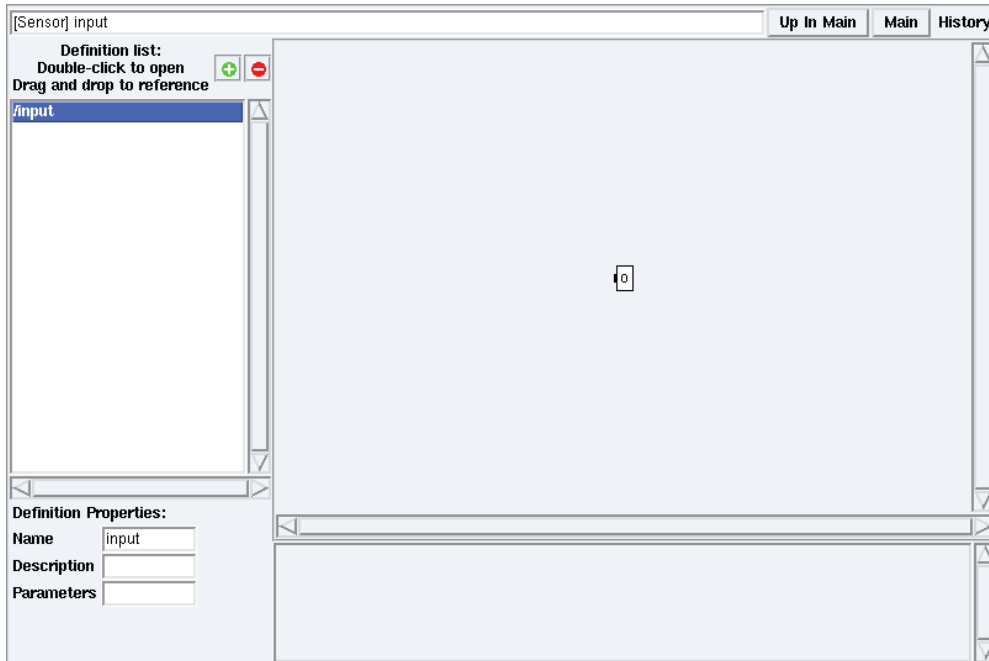 [Sensor] input
Up In Main
Main
History
Definition list:
Double-click to open
Drag and drop to reference
/input
0
Definition Properties:
Name
input
Description
Parameters